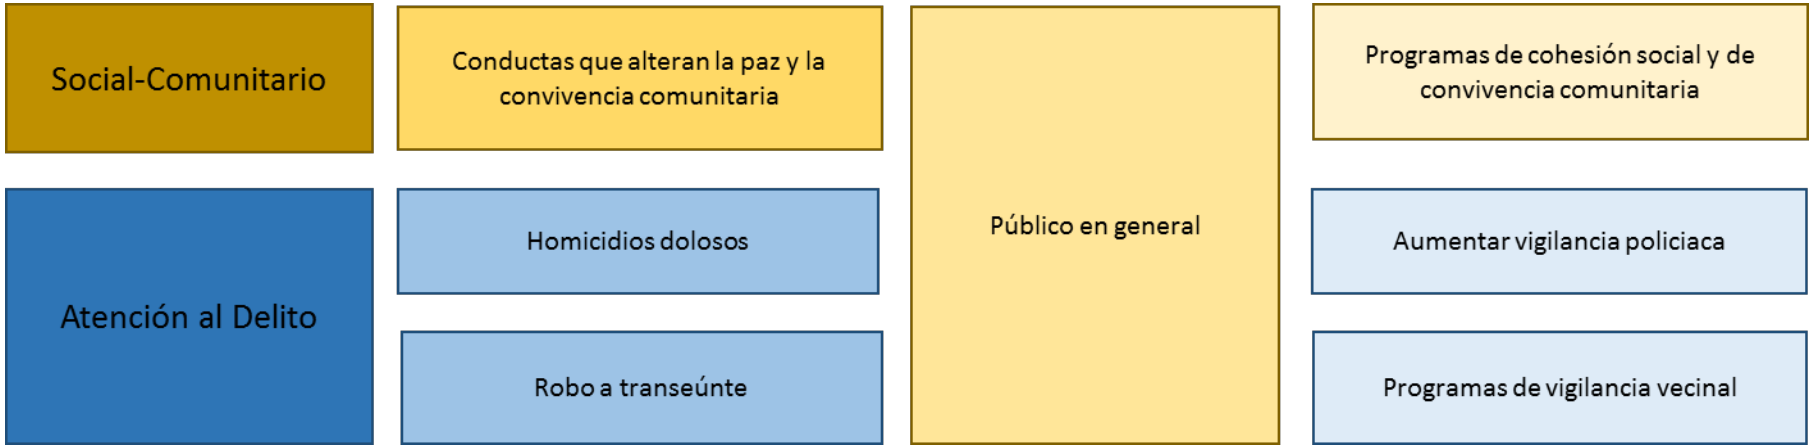 Social-Comunitario
Conductas que alteran la paz y la
convivencia comunitaria
Público en general
Programas de cohesión social y de
convivencia comunitaria
Atención al Delito
Homicidios dolosos
Aumentar vigilancia policiaca
Robo a transeúnte
Programas de vigilancia vecinal